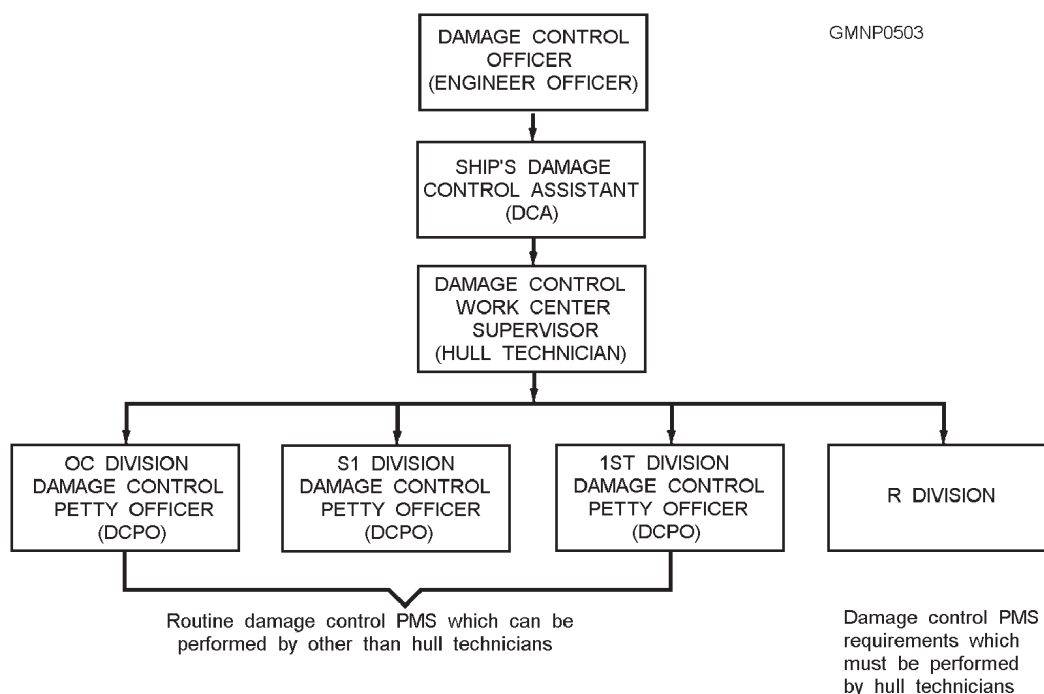 GMNP0503
DAMAGE CONTROL
OFFICER
(ENGINEER OFFICER)
SHIP'S DAMAGE
CONTROL ASSISTANT
(DCA)
DAMAGE CONTROL
WORK CENTER
SUPERVISOR
(HULL TECHNICIAN)
OC DIVISION
DAMAGE CONTROL
PETTY OFFICER
(DCPO)
S1 DIVISION
DAMAGE CONTROL
PETTY OFFICER
(DCPO)
1ST DIVISION
DAMAGE CONTROL
PETTY OFFICER
(DCPO)
R DIVISION
Routine damage control PMS which can be
performed by other than hull technicians
Damage control PMS
requirements which
must be performed
by hull technicians